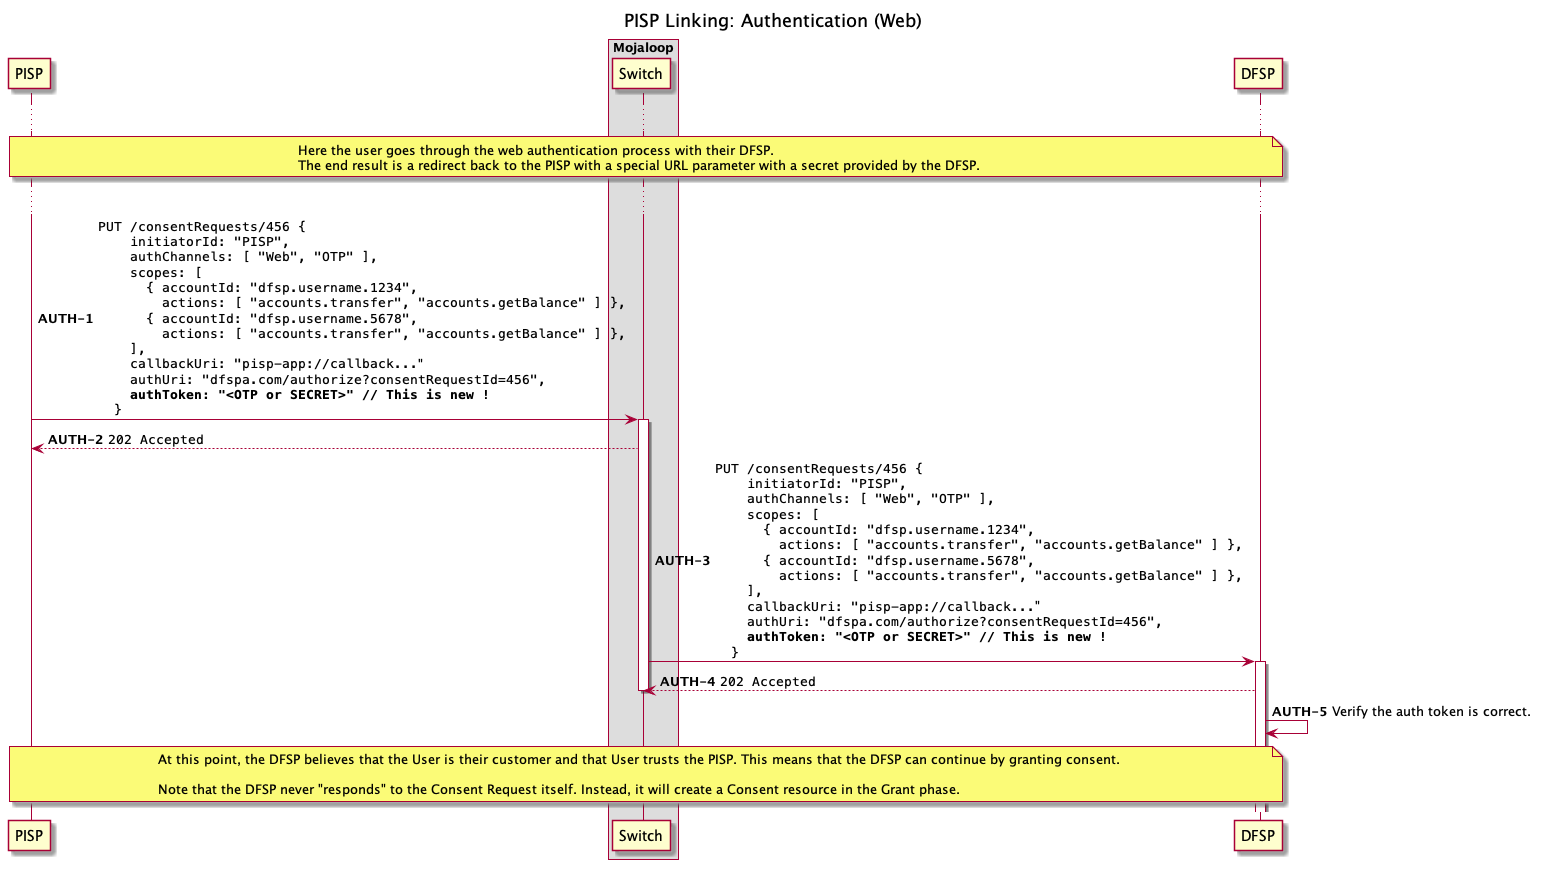 PISP Linking: Authentication (Web)
Mojaloop
PISP
Switch
DFSP
Here the user goes through the web authentication process with their DFSP.
The end result is a redirect back to the PISP with a special URL parameter with a secret provided by the DFSP.
PUT /consentRequests/456 {
initiatorId: "PISP",
authChannels: [ "Web", "OTP" ],
scopes: [
{ accountId: "dfsp.username.1234",
actions: [ "accounts.transfer", "accounts.getBalance" ] },
AUTH-1 { accountId: "dfsp.username.5678",
actions: [ "accounts.transfer", "accounts.getBalance" ] },
],
callbackUri: "pisp-app://callback..."
authUri: "dfspa.com/authorize?consentRequestId=456",
authToken: "<OTP or SECRET>" // This is new !
}
AUTH-2 202 Accepted
PUT /consentRequests/456 {
initiatorId: "PISP",
authChannels: [ "Web", "OTP" ],
scopes: [
{ accountId: "dfsp.username.1234",
actions: [ "accounts.transfer", "accounts.getBalance" ] },
AUTH-3 { accountId: "dfsp.username.5678",
actions: [ "accounts.transfer", "accounts.getBalance" ] },
],
callbackUri: "pisp-app://callback..."
authUri: "dfspa.com/authorize?consentRequestId=456",
authToken: "<OTP or SECRET>" // This is new !
}
AUTH-4 202 Accepted
AUTH-5 Verify the auth token is correct.
At this point, the DFSP believes that the User is their customer and that User trusts the PISP. This means that the DFSP can continue by granting consent.
Note that the DFSP never "responds" to the Consent Request itself. Instead, it will create a Consent resource in the Grant phase.
PISP
Switch
DFSP